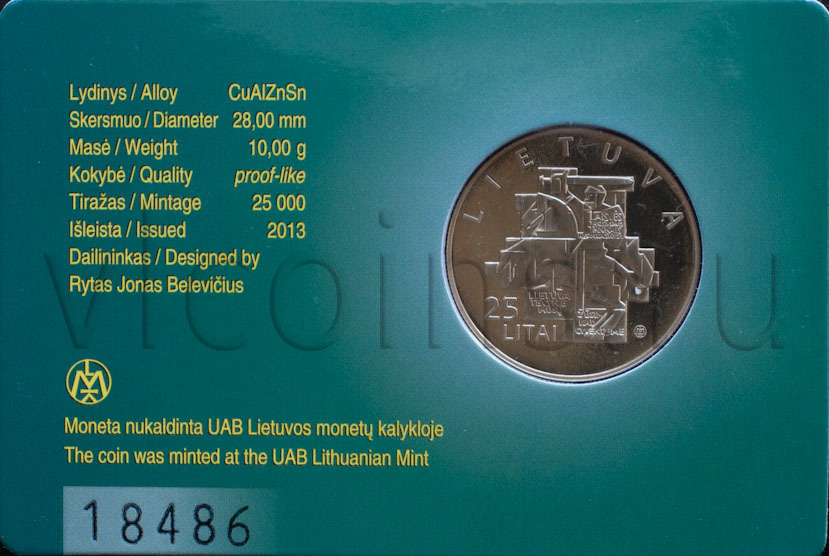 Lydinys / Alloy CuAlZnSn
Skersmuo / Diameter 28,00 mm
Masė / Weight 10,00 g
Kokybė / Quality proof-like
Tiražas / Mintage 25 000
Išleista / Issued 2013
Dailininkas / Designed by
Rytas Jonas Belevičius
LMK
Moneta nukaldinta UAB Lietuvos monetų kalykloje
The coin was minted at the UAB Lithuanian Mint
18486
LIETUVA
25
LITAI
LIETUVA